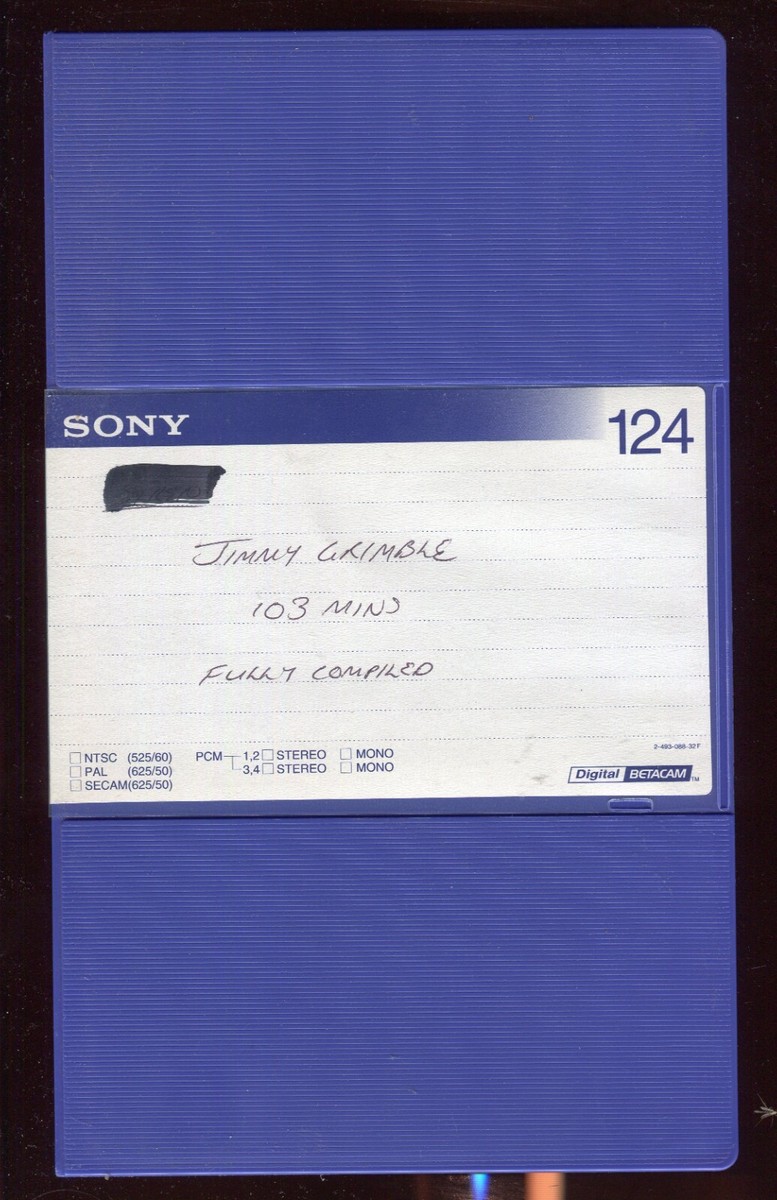 SONY 124
JIMMY GRIMBLE
103 MINS
FULLY COMPILED
2-493-088-32 F
NTSC (525/60) PCM 1,2 STEREO MONO
PAL (625/50) 3,4 STEREO MONO
SECAM(625/50)
Digital BETACAM TM